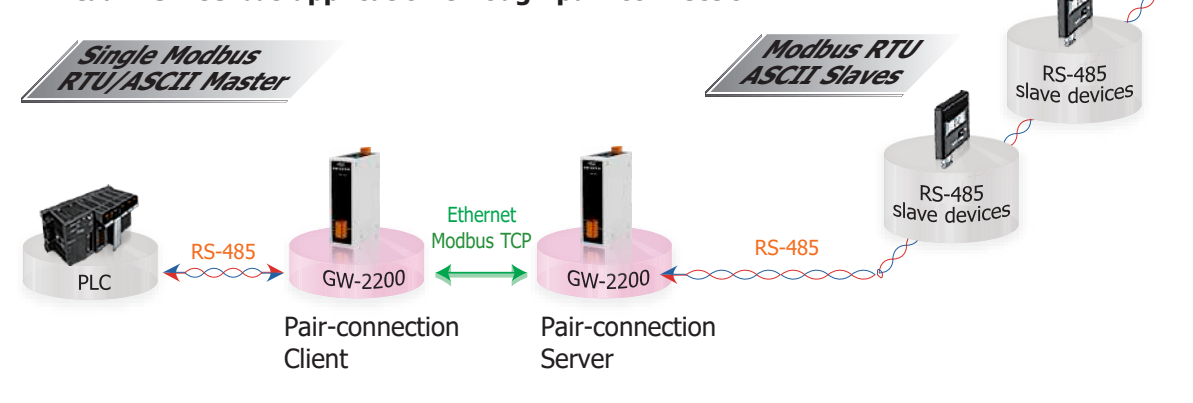 Single Modbus
RTU/ASCII Master
Modbus RTU
ASCII Slaves
RS-485
slave devices
RS-485
slave devices
Ethernet
Modbus TCP
RS-485
RS-485
PLC
GW-2200
GW-2200
Pair-connection
Client
Pair-connection
Server